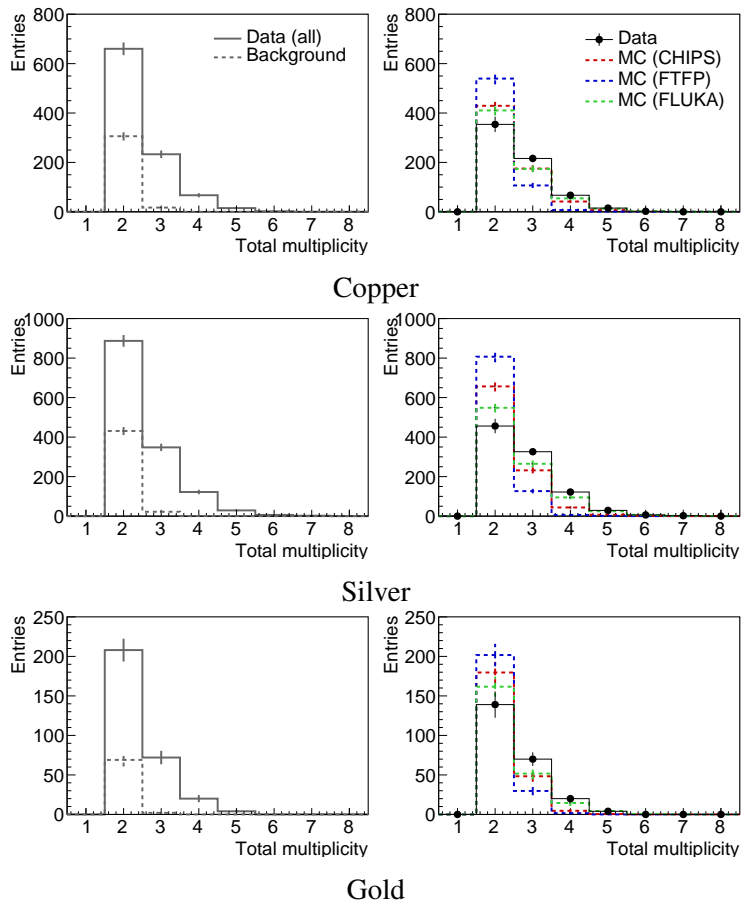 Entries
800
600
400
200
0
Data (all)
Background
1 2 3 4 5 6 7 8
Total multiplicity
Entries
800
600
400
200
0
Data
MC (CHIPS)
MC (FTFP)
MC (FLUKA)
1 2 3 4 5 6 7 8
Total multiplicity
Copper
Entries
1000
800
600
400
200
0
1 2 3 4 5 6 7 8
Total multiplicity
Entries
1000
800
600
400
200
0
1 2 3 4 5 6 7 8
Total multiplicity
Silver
Entries
250
200
150
100
50
0
1 2 3 4 5 6 7 8
Total multiplicity
Entries
250
200
150
100
50
0
1 2 3 4 5 6 7 8
Total multiplicity
Gold